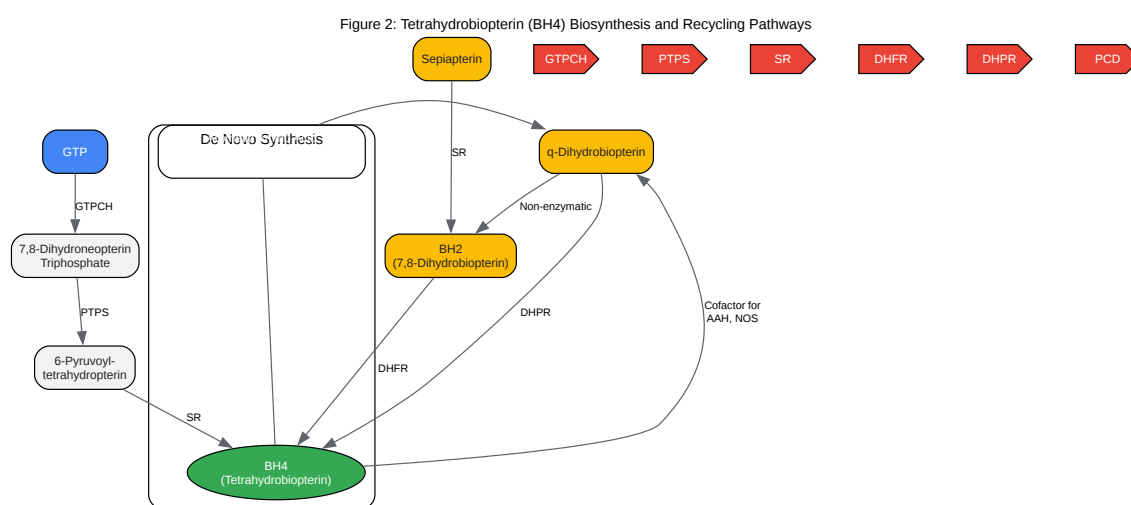 Figure 2: Tetrahydrobiopterin (BH4) Biosynthesis and Recycling Pathways
Sepiapterin
GTPCH
PTPS
SR
DHFR
DHPR
PCD
De Novo Synthesis
GTP
SR
q-Dihydrobiopterin
GTPCH
Non-enzymatic
7,8-Dihydroneopterin
Triphosphate
BH2
(7,8-Dihydrobiopterin)
PTPS
DHPR
Cofactor for
AAH, NOS
6-Pyruvoyl-
tetrahydropterin
DHFR
SR
BH4
(Tetrahydrobiopterin)